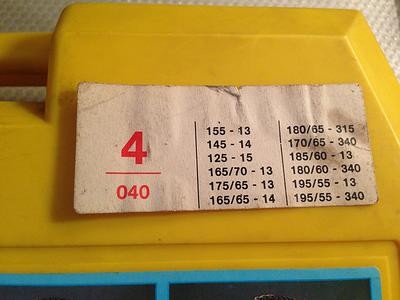 4
040
155 - 13
145 - 14
125 - 15
165/70 - 13
175/65 - 13
165/65 - 14
180/65 - 315
170/65 - 340
185/60 - 13
180/60 - 340
195/55 - 13
195/55 - 340